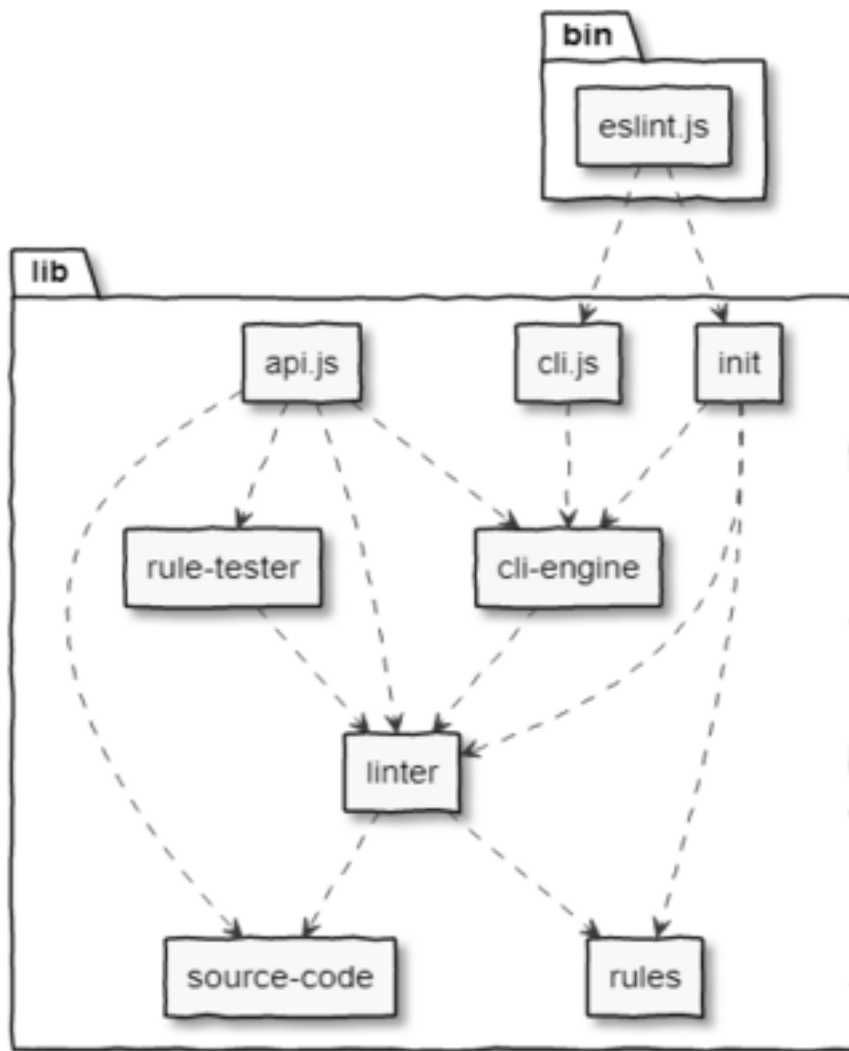 bin
eslint.js
lib
api.js
cli.js
init
rule-tester
cli-engine
linter
source-code
rules